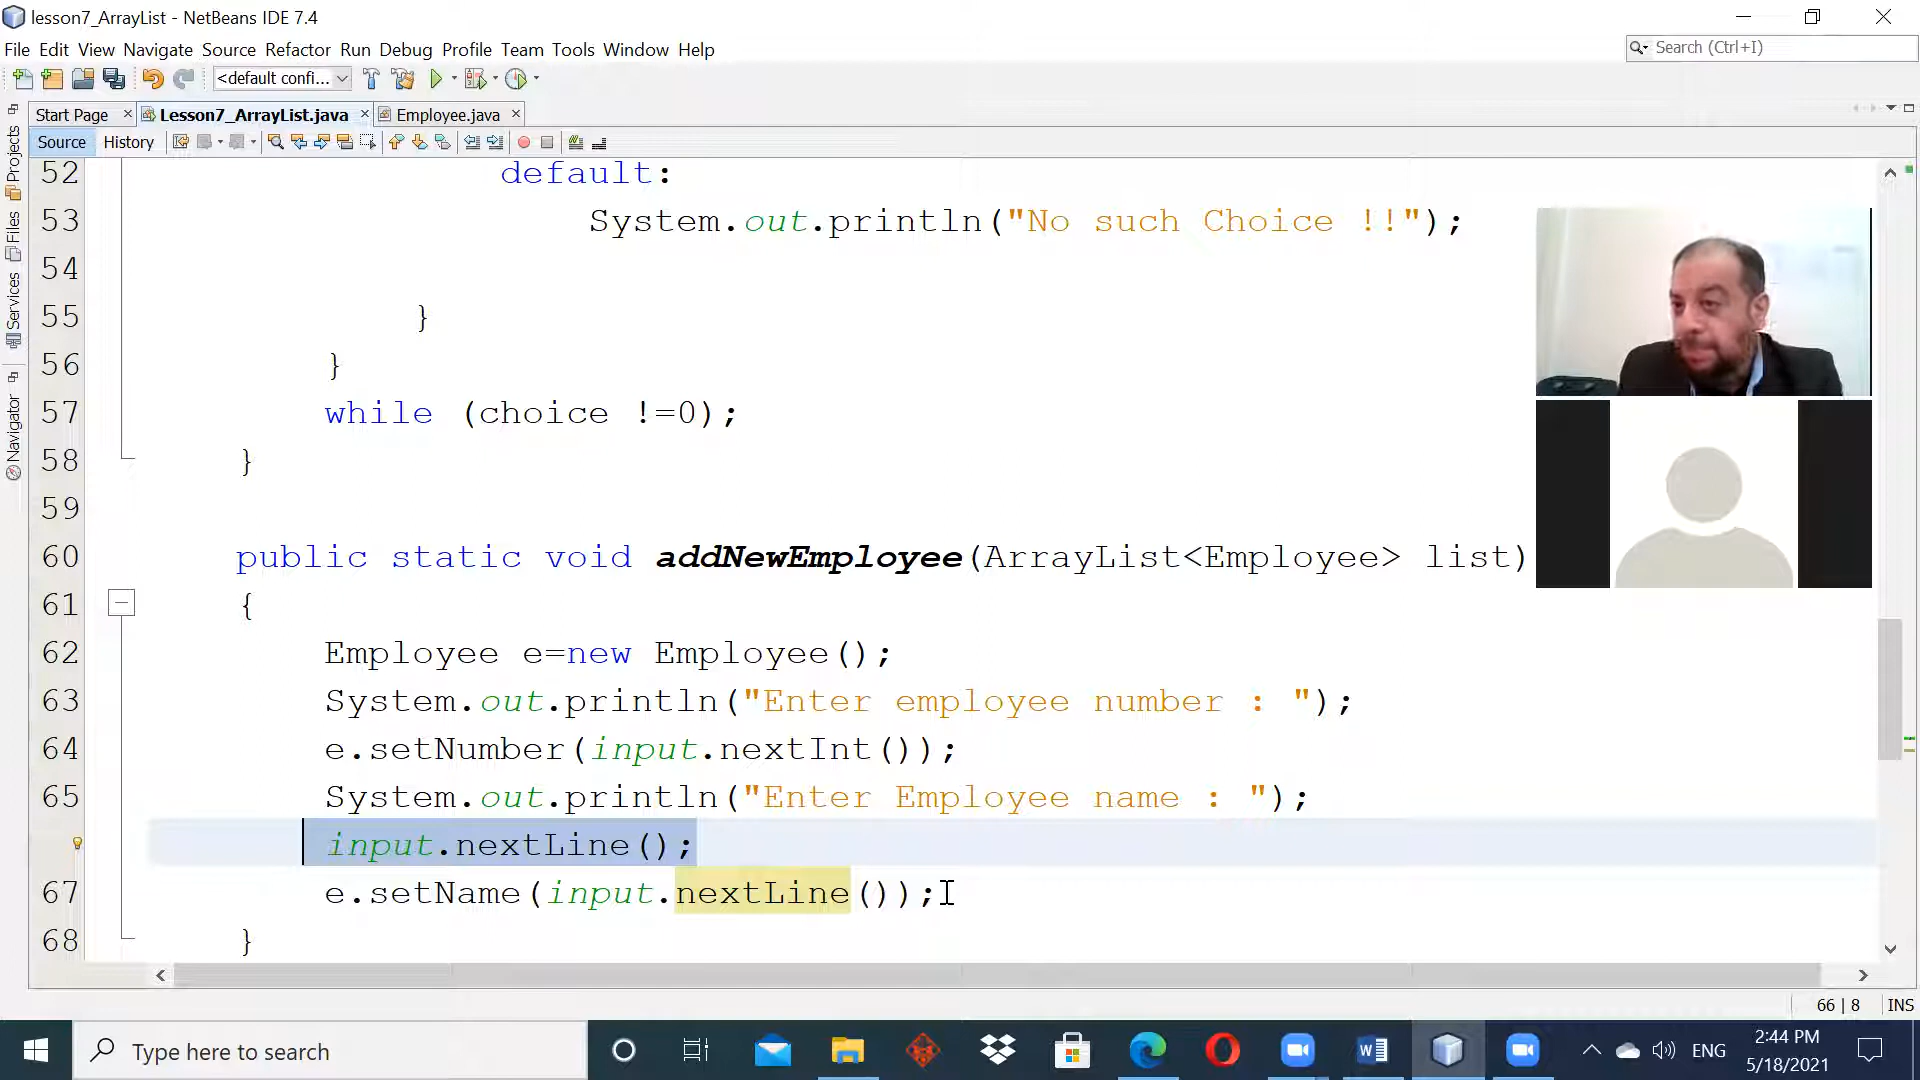 lesson7_ArrayList - NetBeans IDE 7.4
File Edit View Navigate Source Refactor Run Debug Profile Team Tools Window Help
Search (Ctrl+I)
<default confi...
Start Page Lesson7_ArrayList.java Employee.java
Source History
Projects
Files
Services
Navigator
52 default:
53 System.out.println("No such Choice !!");
54
55 }
56 }
57 while (choice !=0);
58 }
59
60 public static void addNewEmployee(ArrayList<Employee> list)
61 {
62 Employee e=new Employee();
63 System.out.println("Enter employee number : ");
64 e.setNumber(input.nextInt());
65 System.out.println("Enter Employee name : ");
input.nextLine();
67 e.setName(input.nextLine());
68 }
66 | 8 INS
Type here to search
ENG
2:44 PM
5/18/2021